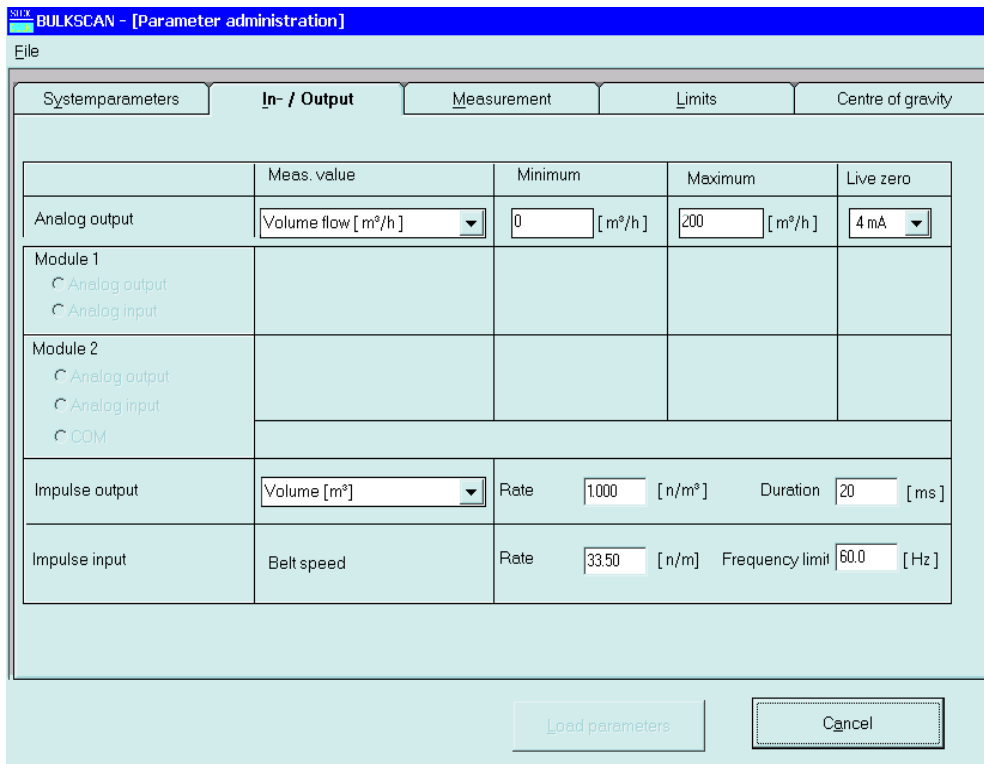 SICK
BULKSCAN - [Parameter administration]
File
Systemparameters In- / Output Measurement Limits Centre of gravity
Meas. value Minimum Maximum Live zero
Analog output Volume flow [ m³/h ] 0 [ m³/h ] 200 [ m³/h ] 4 mA
Module 1
Analog output
Analog input
Module 2
Analog output
Analog input
COM
Impulse output Volume [m³] Rate 1.000 [ n/m³ ] Duration 20 [ ms ]
Impulse input Belt speed Rate 33.50 [ n/m] Frequency limit 60.0 [ Hz ]
Load parameters Cancel